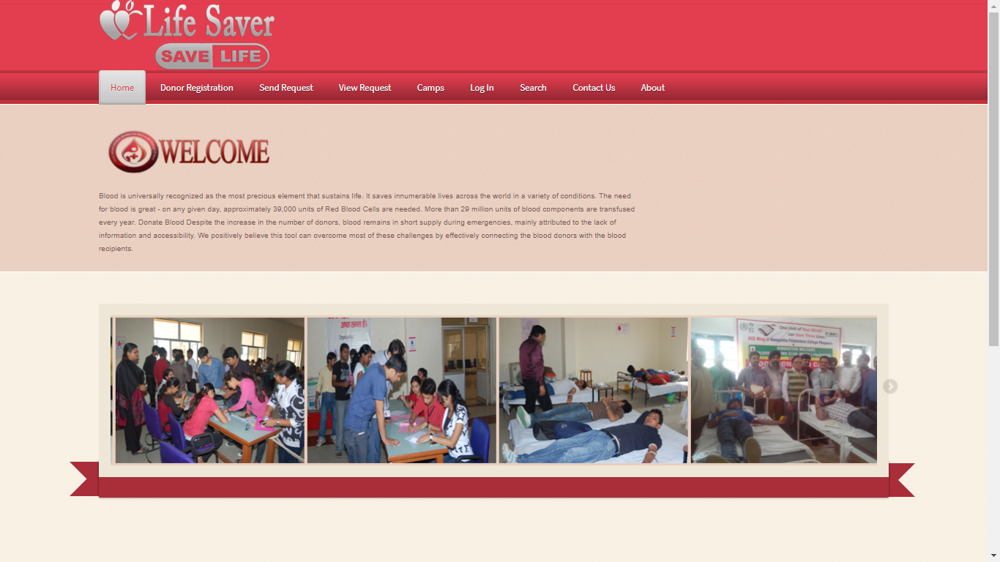 Life Saver
SAVE LIFE
Home Donor Registration Send Request View Request Camps Log In Search Contact Us About
WELCOME
Blood is universally recognized as the most precious element that sustains life. It saves innumerable lives across the world in a variety of conditions. The need
for blood is great - on any given day, approximately 39,000 units of Red Blood Cells are needed. More than 29 million units of blood components are transfused
every year. Donate Blood Despite the increase in the number of donors, blood remains in short supply during emergencies, mainly attributed to the lack of
information and accessibility. We positively believe this tool can overcome most of these challenges by effectively connecting the blood donors with the blood
recipients.
One Unit of Your Blood
can Save Three Lives.